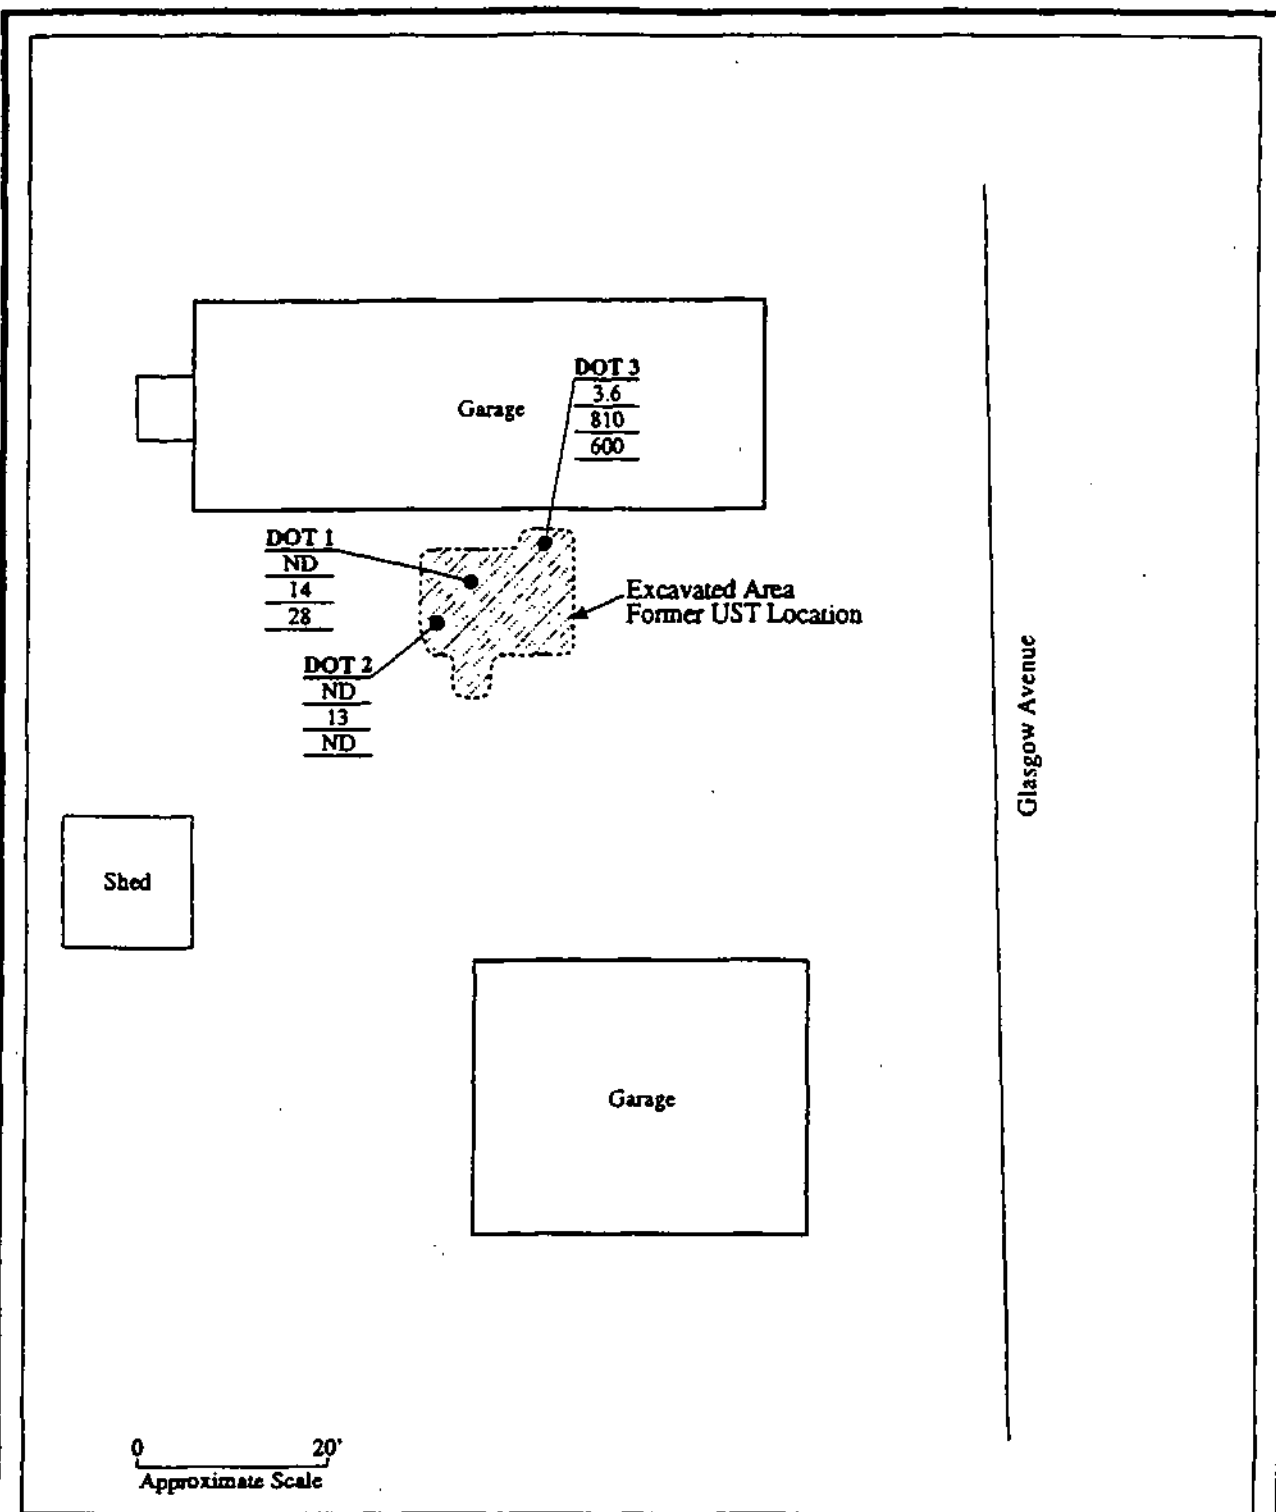 DOT 3
3.6
810
600
Garage
DOT 1
ND
14
28
Excavated Area
Former UST Location
DOT 2
ND
13
ND
Glasgow Avenue
Shed
Garage
0 20'
Approximate Scale